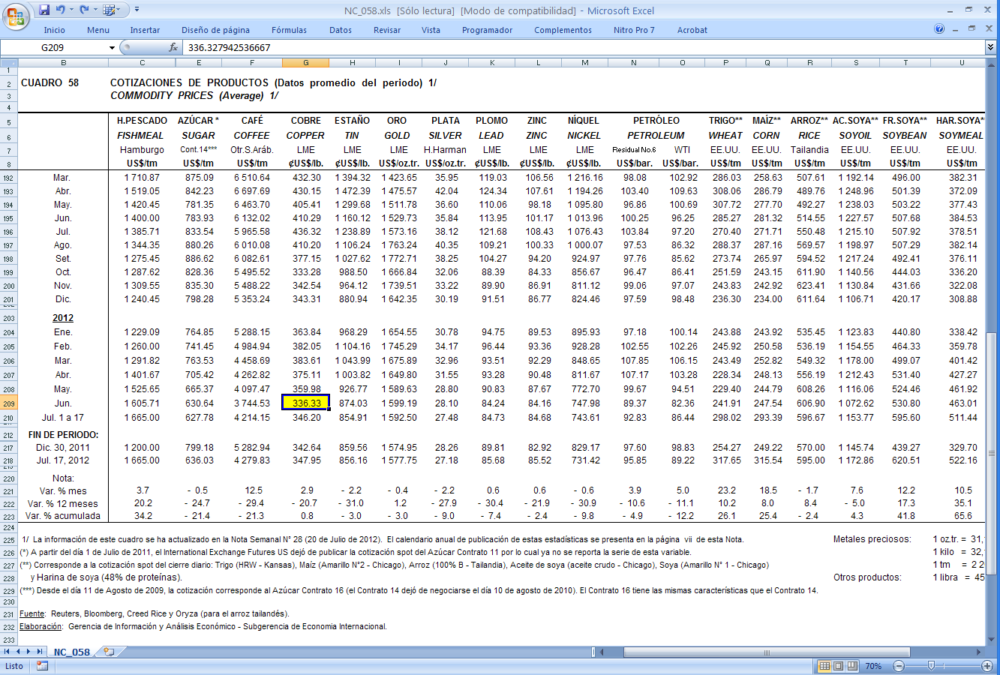 NC_058.xls [Sólo lectura] [Modo de compatibilidad] - Microsoft Excel
Inicio Menu Insertar Diseño de página Fórmulas Datos Revisar Vista Programador Complementos Nitro Pro 7 Acrobat
G209 fx 336.327942536667
B C E F G H I J K L M N O P Q R S T U
1
2 CUADRO 58 COTIZACIONES DE PRODUCTOS (Datos promedio del periodo) 1/
3 COMMODITY PRICES (Average) 1/
4
5 H.PESCADO AZÚCAR * CAFÉ COBRE ESTAÑO ORO PLATA PLOMO ZINC NÍQUEL PETRÓLEO TRIGO** MAÍZ** ARROZ** AC.SOYA** FR.SOYA** HAR.SOYA**
6 FISHMEAL SUGAR COFFEE COPPER TIN GOLD SILVER LEAD ZINC NICKEL PETROLEUM WHEAT CORN RICE SOYOIL SOYBEAN SOYMEAL
7 Hamburgo Cont.14*** Otr.S.Aráb. LME LME LME H.Harman LME LME LME Residual No.6 WTI EE.UU. EE.UU. Tailandia EE.UU. EE.UU. EE.UU.
8 US$/tm US$/tm US$/tm ¢US$/lb. ¢US$/lb. US$/oz.tr. US$/oz.tr. ¢US$/lb. ¢US$/lb. ¢US$/lb. US$/bar. US$/bar. US$/tm US$/tm US$/tm US$/tm US$/tm US$/tm
192 Mar. 1 710.87 875.09 6 510.64 432.30 1 394.32 1 423.65 35.95 119.03 106.56 1 216.16 98.08 102.92 286.03 258.63 507.61 1 192.14 496.00 382.31
193 Abr. 1 519.05 842.23 6 697.69 430.15 1 472.39 1 475.57 42.04 124.34 107.61 1 194.26 103.40 109.63 308.06 286.79 489.76 1 248.96 501.39 372.09
194 May. 1 420.45 781.35 6 463.70 405.41 1 299.68 1 511.78 36.60 110.06 98.18 1 095.80 96.86 100.69 307.72 277.70 492.27 1 238.03 503.22 377.43
195 Jun. 1 400.00 783.93 6 132.02 410.29 1 160.12 1 529.73 35.84 113.95 101.17 1 013.96 100.25 96.25 285.27 281.32 514.55 1 227.57 507.68 384.53
196 Jul. 1 385.71 833.54 5 965.58 436.32 1 238.89 1 573.16 38.12 121.68 108.43 1 076.43 103.84 97.20 270.40 271.71 550.48 1 215.10 507.92 378.51
197 Ago. 1 344.35 880.26 6 010.08 410.20 1 106.24 1 763.24 40.35 109.21 100.33 1 000.07 97.53 86.32 288.37 287.16 569.57 1 198.97 507.29 382.14
198 Set. 1 275.45 886.62 6 082.61 377.15 1 027.62 1 772.71 38.25 104.27 94.20 924.97 97.76 85.62 273.74 265.97 594.52 1 217.24 492.41 376.11
199 Oct. 1 287.62 828.36 5 495.52 333.28 988.50 1 666.84 32.06 88.39 84.33 856.67 96.47 86.41 251.59 243.15 611.90 1 140.56 444.03 336.20
200 Nov. 1 309.55 835.30 5 488.22 342.54 964.12 1 739.51 33.22 89.90 86.91 811.12 99.06 97.07 243.83 242.92 623.41 1 130.84 431.66 322.08
201 Dic. 1 240.45 798.28 5 353.24 343.31 880.94 1 642.35 30.19 91.51 86.77 824.46 97.59 98.48 236.30 234.00 611.64 1 106.71 420.17 308.88
203 2012
204 Ene. 1 229.09 764.85 5 288.15 363.84 968.29 1 654.55 30.78 94.75 89.53 895.93 97.18 100.14 243.88 243.92 535.45 1 123.83 440.80 338.42
205 Feb. 1 260.00 741.45 4 984.94 382.05 1 104.16 1 745.29 34.17 96.44 93.36 928.28 102.55 102.26 245.92 250.58 536.19 1 154.55 464.33 359.78
206 Mar. 1 291.82 763.53 4 458.69 383.61 1 043.99 1 675.89 32.96 93.51 92.29 848.65 107.85 106.15 243.49 252.82 549.32 1 178.00 499.07 401.42
207 Abr. 1 401.67 705.42 4 262.82 375.11 1 003.82 1 649.80 31.55 93.28 90.48 811.67 107.17 103.28 228.34 248.13 556.19 1 212.43 531.40 427.27
208 May. 1 525.65 665.37 4 097.47 359.98 926.77 1 589.63 28.80 90.83 87.67 772.70 99.67 94.51 229.40 244.79 608.26 1 116.06 524.46 461.92
209 Jun. 1 605.71 630.64 3 744.53 336.33 874.03 1 599.19 28.10 84.24 84.16 747.98 89.37 82.36 241.91 247.54 606.90 1 072.62 530.80 463.01
210 Jul. 1 a 17 1 665.00 627.78 4 214.15 346.20 854.91 1 592.50 27.48 84.73 84.68 743.61 92.83 86.44 298.02 293.39 596.67 1 153.77 595.60 511.44
212 FIN DE PERIODO:
217 Dic. 30, 2011 1 200.00 799.18 5 282.94 342.64 859.56 1 574.95 28.26 89.81 82.92 829.17 97.60 98.83 254.27 249.22 570.00 1 145.74 439.27 329.70
218 Jul. 17, 2012 1 665.00 636.03 4 279.83 347.95 856.16 1 577.75 27.18 85.68 85.52 731.42 95.85 89.22 317.65 315.54 595.00 1 172.86 620.51 522.16
220 Nota:
221 Var. % mes 3.7 - 0.5 12.5 2.9 - 2.2 - 0.4 - 2.2 0.6 0.6 - 0.6 3.9 5.0 23.2 18.5 - 1.7 7.6 12.2 10.5
222 Var. % 12 meses 20.2 - 24.7 - 29.4 - 20.7 - 31.0 1.2 - 27.9 - 30.4 - 21.9 - 30.9 - 10.6 - 11.1 10.2 8.0 8.4 - 5.0 17.3 35.1
223 Var. % acumulada 34.2 - 21.4 - 21.3 0.8 - 3.0 - 3.0 - 9.0 - 7.4 - 2.4 - 9.8 - 4.9 - 12.2 26.1 25.4 - 2.4 4.3 41.8 65.6
224
225 1/ La información de este cuadro se ha actualizado en la Nota Semanal N° 28 (20 de Julio de 2012). El calendario anual de publicación de estas estadísticas se presenta en la página vii de esta Nota. Metales preciosos: 1 oz.tr. = 31,
226 (*) A partir del día 1 de Julio de 2011, el International Exchange Futures US dejó de publicar la cotización spot del Azúcar Contrato 11 por lo cual ya no se reporta la serie de esta variable. 1 kilo = 32,
227 (**) Corresponde a la cotización spot del cierre diario: Trigo (HRW - Kansas), Maíz (Amarillo N°2 - Chicago), Arroz (100% B - Tailandia), Aceite de soya (aceite crudo - Chicago), Soya (Amarillo N° 1 - Chicago) 1 tm = 2 2
228 y Harina de soya (48% de proteínas). Otros productos: 1 libra = 45
229 (***) Desde el día 11 de Agosto de 2009, la cotización corresponde al Azúcar Contrato 16 (el Contrato 14 dejó de negociarse el día 10 de agosto de 2010). El Contrato 16 tiene las mismas características que el Contrato 14.
230
231 Fuente: Reuters, Bloomberg, Creed Rice y Oryza (para el arroz tailandés).
232 Elaboración: Gerencia de Información y Análisis Económico - Subgerencia de Economia Internacional.
233
NC_058
Listo 70%